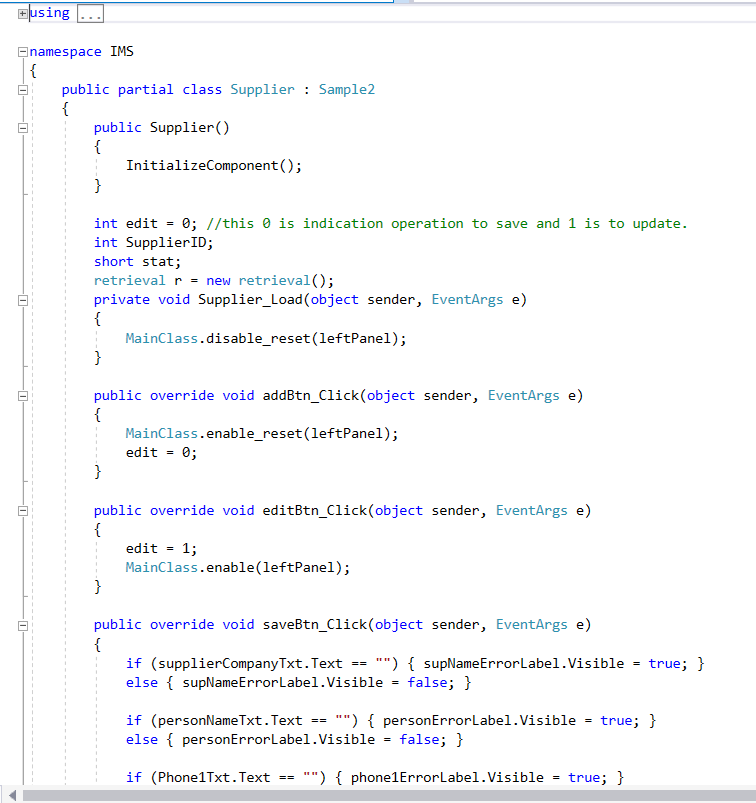 using ...
namespace IMS
{
    public partial class Supplier : Sample2
    {
        public Supplier()
        {
            InitializeComponent();
        }

        int edit = 0; //this 0 is indication operation to save and 1 is to update.
        int SupplierID;
        short stat;
        retrieval r = new retrieval();
        private void Supplier_Load(object sender, EventArgs e)
        {
            MainClass.disable_reset(leftPanel);
        }

        public override void addBtn_Click(object sender, EventArgs e)
        {
            MainClass.enable_reset(leftPanel);
            edit = 0;
        }

        public override void editBtn_Click(object sender, EventArgs e)
        {
            edit = 1;
            MainClass.enable(leftPanel);
        }

        public override void saveBtn_Click(object sender, EventArgs e)
        {
            if (supplierCompanyTxt.Text == "") { supNameErrorLabel.Visible = true; }
            else { supNameErrorLabel.Visible = false; }

            if (personNameTxt.Text == "") { personErrorLabel.Visible = true; }
            else { personErrorLabel.Visible = false; }

            if (Phone1Txt.Text == "") { phone1ErrorLabel.Visible = true; }